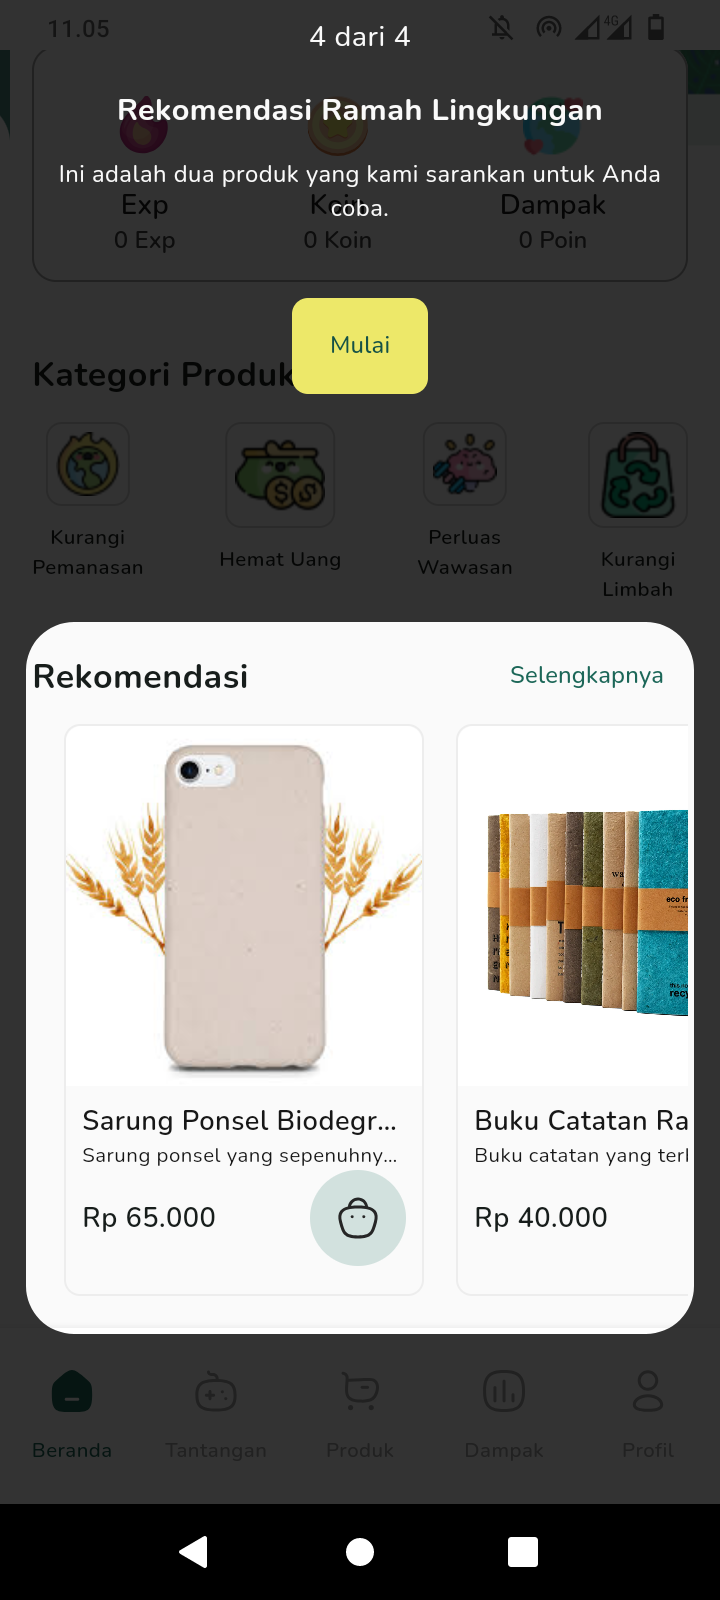 11.05
4G
4 dari 4
Rekomendasi Ramah Lingkungan
Ini adalah dua produk yang kami sarankan untuk Anda
coba.
Exp
Koin
Dampak
0 Exp
0 Koin
0 Poin
Mulai
Kategori Produk
Kurangi
Pemanasan
Hemat Uang
Perluas
Wawasan
Kurangi
Limbah
Rekomendasi
Selengkapnya
Sarung Ponsel Biodegr...
Sarung ponsel yang sepenuhny...
Rp 65.000
Buku Catatan Ra
Buku catatan yang terl
Rp 40.000
Beranda
Tantangan
Produk
Dampak
Profil